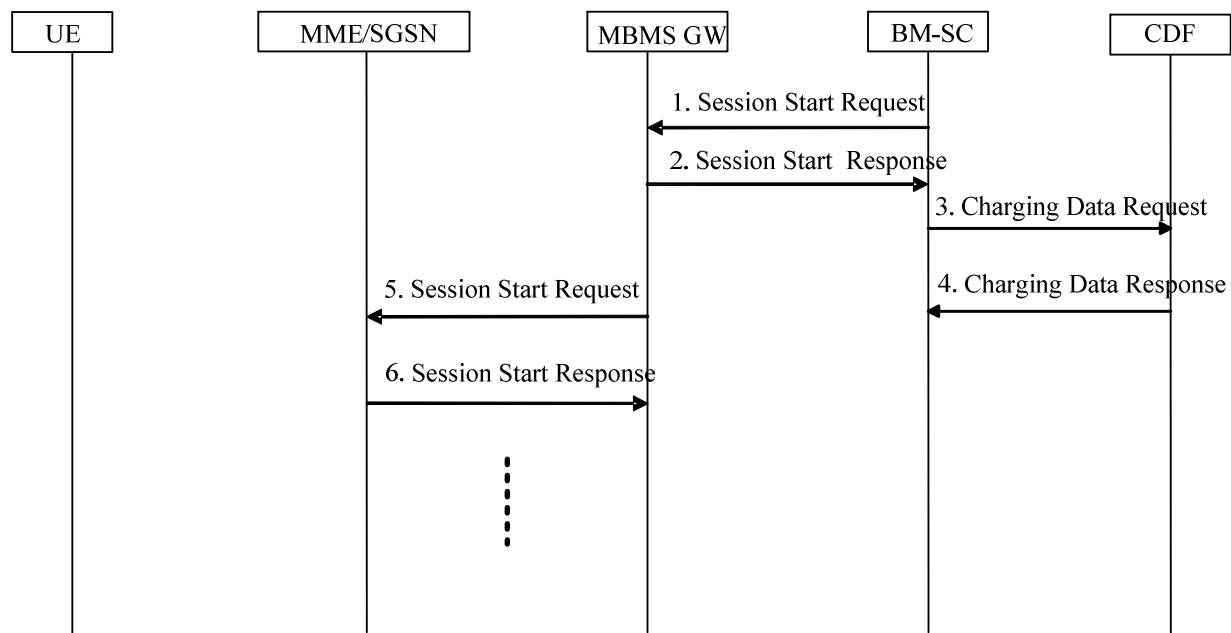 UE
MME/SGSN
MBMS GW
BM-SC
CDF
1. Session Start Request
2. Session Start Response
3. Charging Data Request
4. Charging Data Response
5. Session Start Request
6. Session Start Response